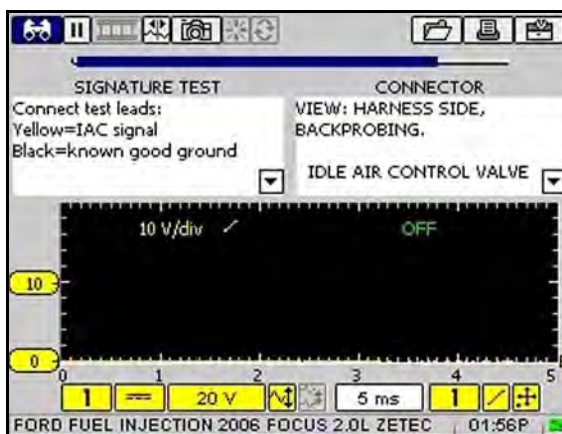 SIGNATURE TEST
Connect test leads:
Yellow=IAC signal
Black=known good ground
CONNECTOR
VIEW: HARNESS SIDE,
BACKPROBING.
IDLE AIR CONTROL VALVE
10 V/div
OFF
10
0
0 1 2 3 4 5
1 20 V 5 ms 1
FORD FUEL INJECTION 2006 FOCUS 2.0L ZETEC 01:56P